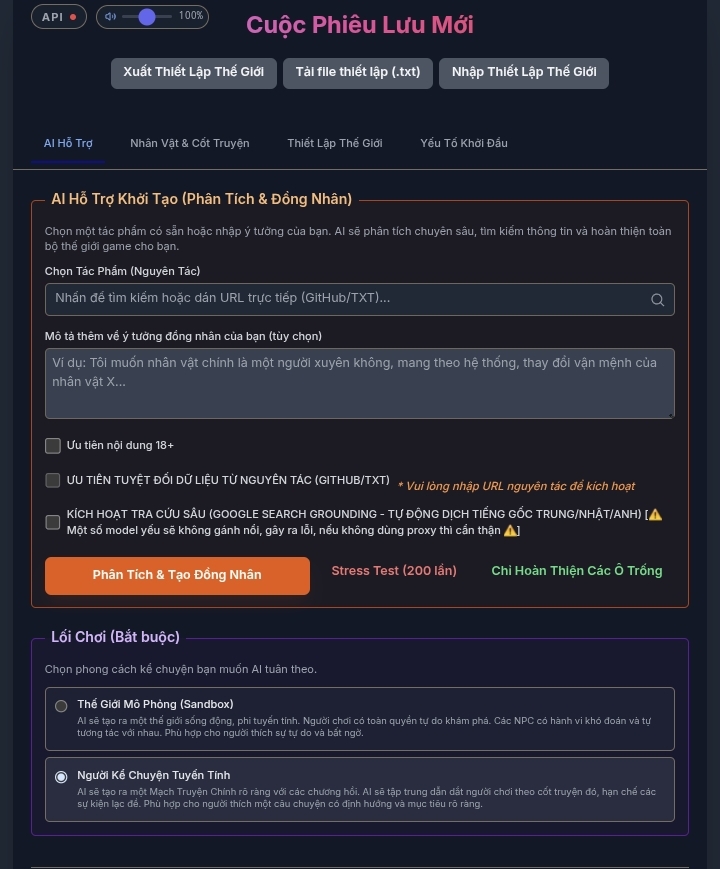 API
100%
Cuộc Phiêu Lưu Mới
Xuất Thiết Lập Thế Giới
Tải file thiết lập (.txt)
Nhập Thiết Lập Thế Giới
AI Hỗ Trợ
Nhân Vật & Cốt Truyện
Thiết Lập Thế Giới
Yếu Tố Khởi Đầu
AI Hỗ Trợ Khởi Tạo (Phân Tích & Đồng Nhân)
Chọn một tác phẩm có sẵn hoặc nhập ý tưởng của bạn. AI sẽ phân tích chuyên sâu, tìm kiếm thông tin và hoàn thiện toàn
bộ thế giới game cho bạn.
Chọn Tác Phẩm (Nguyên Tác)
Nhấn để tìm kiếm hoặc dán URL trực tiếp (GitHub/TXT)...
Mô tả thêm về ý tưởng đồng nhân của bạn (tùy chọn)
Ví dụ: Tôi muốn nhân vật chính là một người xuyên không, mang theo hệ thống, thay đổi vận mệnh của
nhân vật X...
Ưu tiên nội dung 18+
ƯU TIÊN TUYỆT ĐỐI DỮ LIỆU TỪ NGUYÊN TÁC (GITHUB/TXT)
* Vui lòng nhập URL nguyên tác để kích hoạt
KÍCH HOẠT TRA CỨU SÂU (GOOGLE SEARCH GROUNDING - TỰ ĐỘNG DỊCH TIẾNG GỐC TRUNG/NHẬT/ANH) [⚠️
Một số model yếu sẽ không gánh nổi, gây ra lỗi, nếu không dùng proxy thì cẩn thận ⚠️]
Phân Tích & Tạo Đồng Nhân
Stress Test (200 lần)
Chỉ Hoàn Thiện Các Ô Trống
Lối Chơi (Bắt buộc)
Chọn phong cách kể chuyện bạn muốn AI tuân theo.
Thế Giới Mô Phỏng (Sandbox)
AI sẽ tạo ra một thế giới sống động, phi tuyến tính. Người chơi có toàn quyền tự do khám phá. Các NPC có hành vi khó đoán và tự
tương tác với nhau. Phù hợp cho người thích sự tự do và bất ngờ.
Người Kể Chuyện Tuyến Tính
AI sẽ tạo ra một Mạch Truyện Chính rõ ràng với các chương hồi. AI sẽ tập trung dẫn dắt người chơi theo cốt truyện đó, hạn chế các
sự kiện lạc đề. Phù hợp cho người thích một câu chuyện có định hướng và mục tiêu rõ ràng.